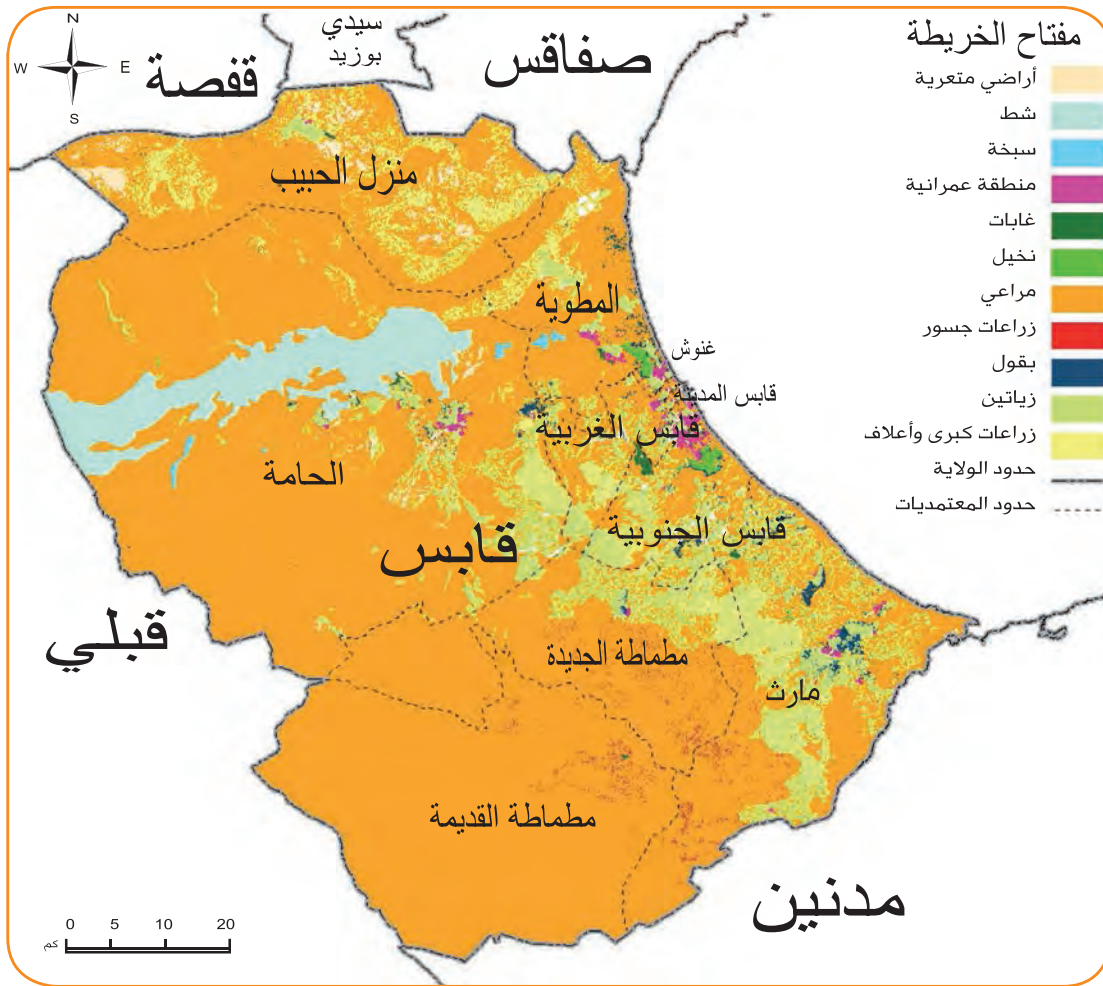 N
W
E
S
سيدي
بوزيد
صفاقس
قفصة
مفتاح الخريطة
أراضي متعرية
شط
سبخة
منطقة عمرانية
غابات
نخيل
مراعي
زراعات جسور
بقول
زياتين
زراعات كبرى وأعلاف
حدود الولاية
حدود المعتمديات
منزل الحبيب
المطوية
غنوش
قابس المدينة
قابس الغربية
الحامة
قابس الجنوبية
قابس
قبلي
مطماطة الجديدة
مارث
مطماطة القديمة
مدنين
0 5 10 20
كم